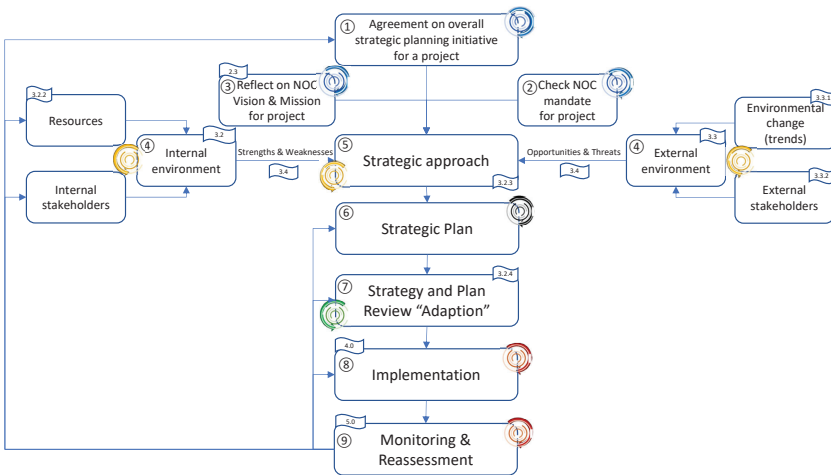 ① Agreement on overall
strategic planning initiative
for a project
2.3
③ Reflect on NOC
Vision & Mission
for project
② Check NOC
mandate
for project
3.2.2
Resources
3.2
④ Internal
environment
Internal
stakeholders
Strengths & Weaknesses
3.4
⑤
Strategic approach
3.2.3
Opportunities & Threats
3.4
3.3
④ External
environment
3.3.1
Environmental
change
(trends)
3.3.2
External
stakeholders
⑥
Strategic Plan
3.2.4
⑦
Strategy and Plan
Review “Adaption”
4.0
⑧
Implementation
5.0
⑨
Monitoring &
Reassessment